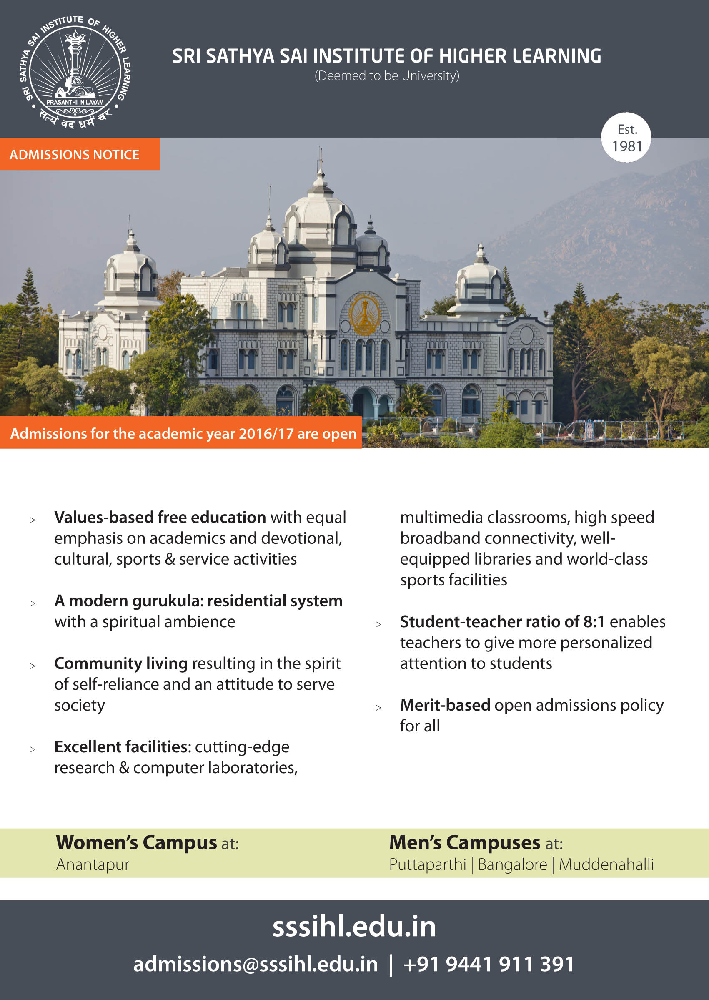 SRI SATHYA SAI INSTITUTE OF HIGHER LEARNING
PRASANTHI NILAYAM
सत्यं वद धर्मं चर
SRI SATHYA SAI INSTITUTE OF HIGHER LEARNING
(Deemed to be University)
Est.
1981
ADMISSIONS NOTICE
Admissions for the academic year 2016/17 are open
> Values-based free education with equal
emphasis on academics and devotional,
cultural, sports & service activities
> A modern gurukula: residential system
with a spiritual ambience
> Community living resulting in the spirit
of self-reliance and an attitude to serve
society
> Excellent facilities: cutting-edge
research & computer laboratories,
multimedia classrooms, high speed
broadband connectivity, well-
equipped libraries and world-class
sports facilities
> Student-teacher ratio of 8:1 enables
teachers to give more personalized
attention to students
> Merit-based open admissions policy
for all
Women's Campus at:
Anantapur
Men's Campuses at:
Puttaparthi | Bangalore | Muddenahalli
sssihl.edu.in
admissions@sssihl.edu.in | +91 9441 911 391